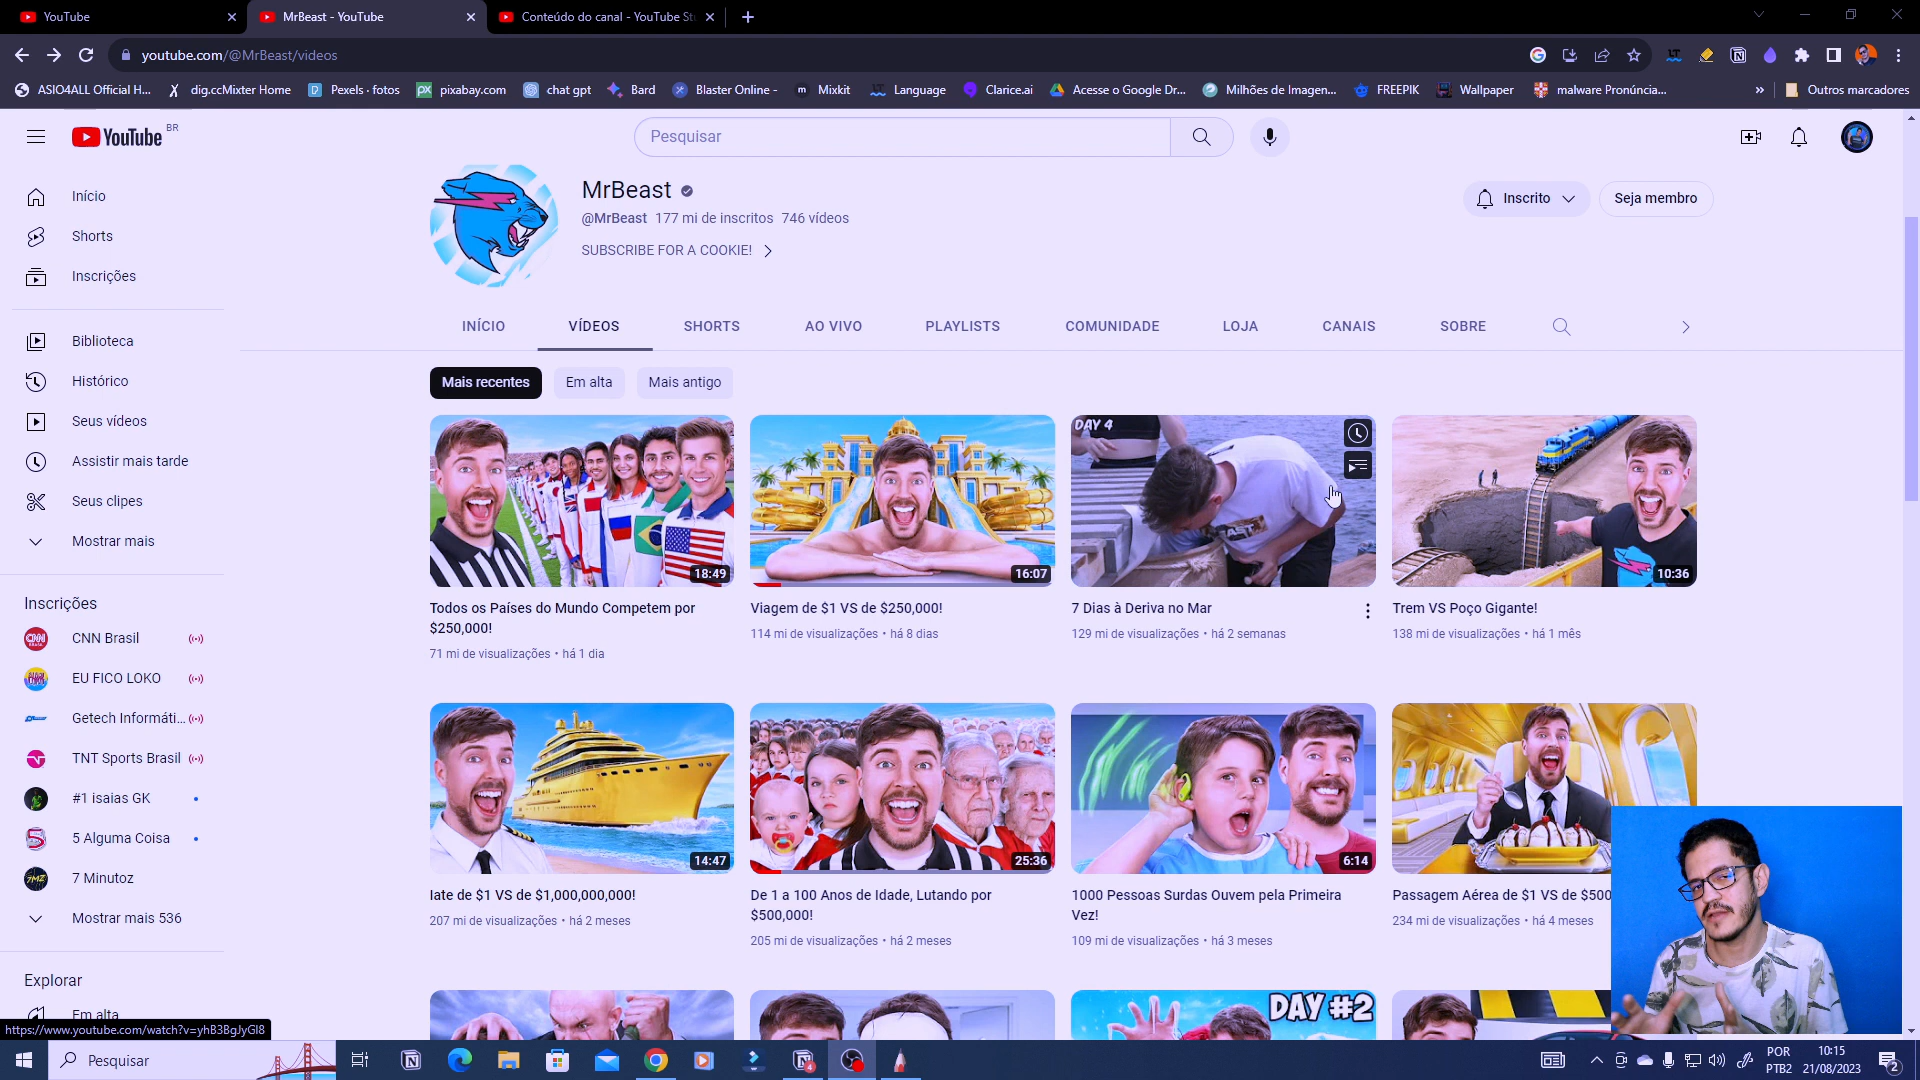 YouTube
MrBeast - YouTube
Conteúdo do canal - YouTube St
youtube.com/@MrBeast/videos
ASIO4ALL Official H...
dig.ccMixter Home
Pexels · fotos
pixabay.com
chat gpt
Bard
Blaster Online -
Mixkit
Language
Clarice.ai
Acesse o Google Dr...
Milhões de Imagen...
FREEPIK
Wallpaper
malware Pronúncia...
»
Outros marcadores
YouTube BR
Pesquisar
Início
Shorts
Inscrições
Biblioteca
Histórico
Seus vídeos
Assistir mais tarde
Seus clipes
Mostrar mais
Inscrições
CNN Brasil
EU FICO LOKO
Getech Informáti...
TNT Sports Brasil
#1 isaias GK
5 Alguma Coisa
7 Minutoz
Mostrar mais 536
Explorar
Em alta
MrBeast
@MrBeast 177 mi de inscritos 746 vídeos
SUBSCRIBE FOR A COOKIE!
Inscrito
Seja membro
INÍCIO
VÍDEOS
SHORTS
AO VIVO
PLAYLISTS
COMUNIDADE
LOJA
CANAIS
SOBRE
Mais recentes
Em alta
Mais antigo
18:49
Todos os Países do Mundo Competem por
$250,000!
71 mi de visualizações • há 1 dia
16:07
Viagem de $1 VS de $250,000!
114 mi de visualizações • há 8 dias
DAY 4
7 Dias à Deriva no Mar
129 mi de visualizações • há 2 semanas
10:36
Trem VS Poço Gigante!
138 mi de visualizações • há 1 mês
14:47
Iate de $1 VS de $1,000,000,000!
207 mi de visualizações • há 2 meses
25:36
De 1 a 100 Anos de Idade, Lutando por
$500,000!
205 mi de visualizações • há 2 meses
6:14
1000 Pessoas Surdas Ouvem pela Primeira
Vez!
109 mi de visualizações • há 3 meses
Passagem Aérea de $1 VS de $500
234 mi de visualizações • há 4 meses
DAY #2
https://www.youtube.com/watch?v=yhB3BgJyGl8
Pesquisar
POR
PTB2
10:15
21/08/2023
2